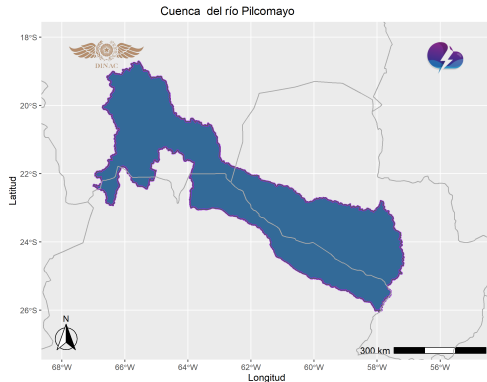 Cuenca  del río Pilcomayo
DINAC
18°S
20°S
22°S
24°S
26°S
Latitud
N
300 km
68°W
66°W
64°W
62°W
60°W
58°W
56°W
Longitud